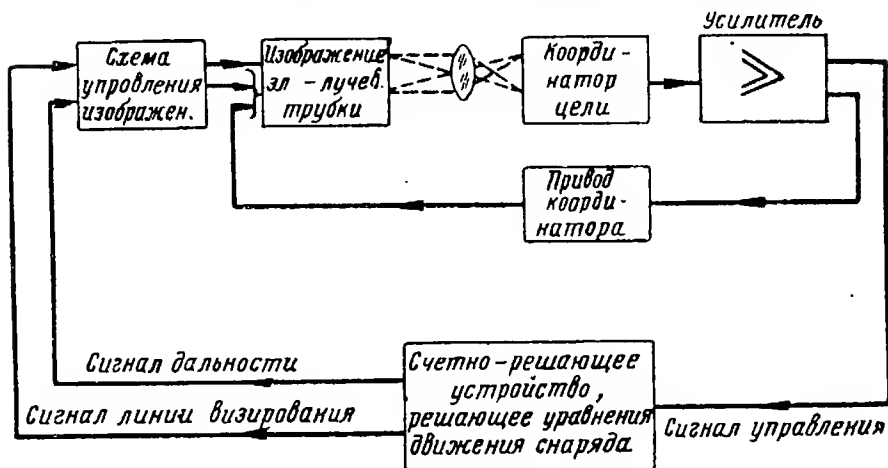 Усилитель
Схема
управления
изображен.
Изображение
эл - лучев.
трубки
Коорди-
натор
цели
Привод
коорди-
натора
Сигнал дальности
Сигнал линии визирования
Счетно-решающее
устройство,
решающее уравнения
движения снаряда
Сигнал управления